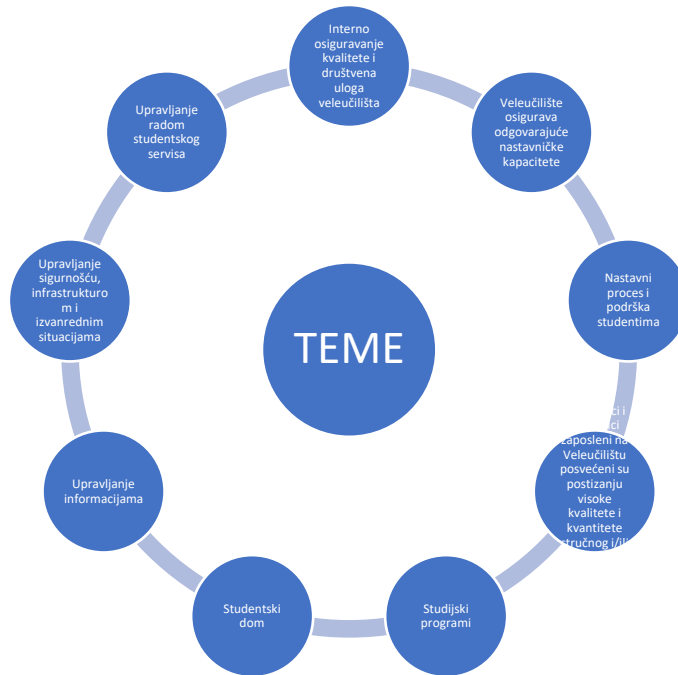 Interno
osiguravanje
kvalitete i
društvena
uloga
veleučilišta
Veleučilište
osigurava
odgovarajuće
nastavničke
kapacitete
Nastavni
proces i
podrška
studentima
i
zaposleni na
Veleučilištu
posvećeni su
postizanju
visoke
kvalitete i
kvantitete
stručnog i/ili
Studijski
programi
Studentski
dom
Upravljanje
informacijama
Upravljanje
sigurnošću,
infrastrukturo
m i
izvanrednim
situacijama
Upravljanje
radom
studentskog
servisa
TEME